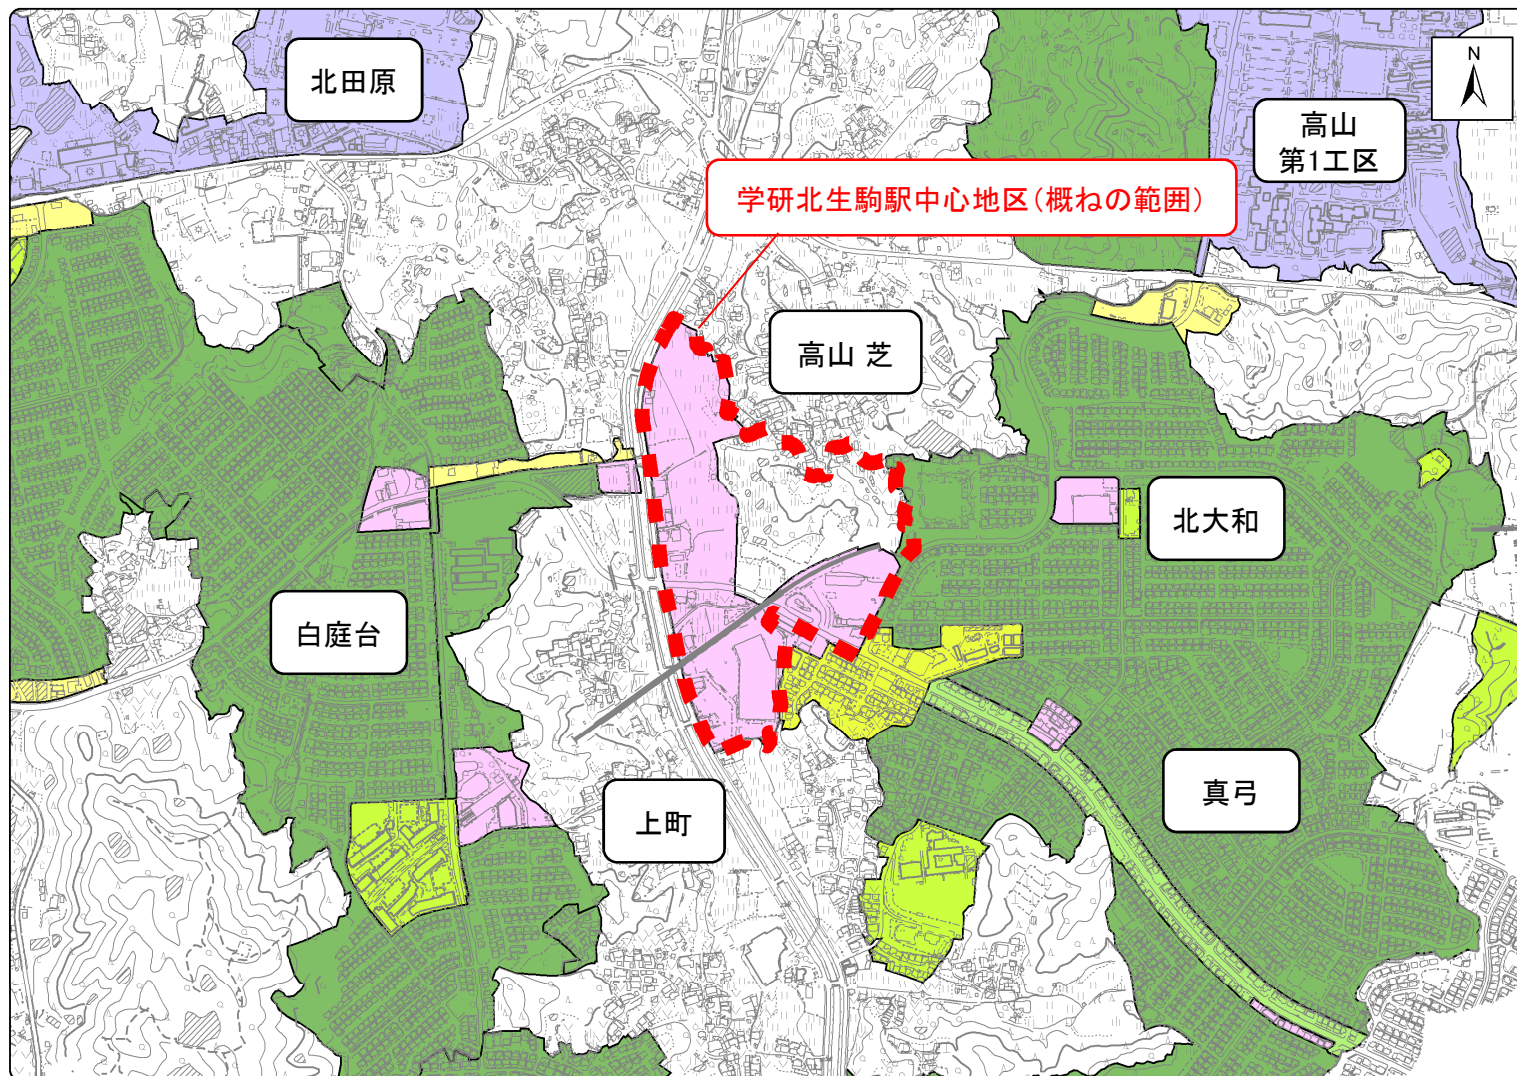 北田原
N
高山
第1工区
学研北生駒駅中心地区(概ねの範囲)
高山 芝
北大和
白庭台
真弓
上町